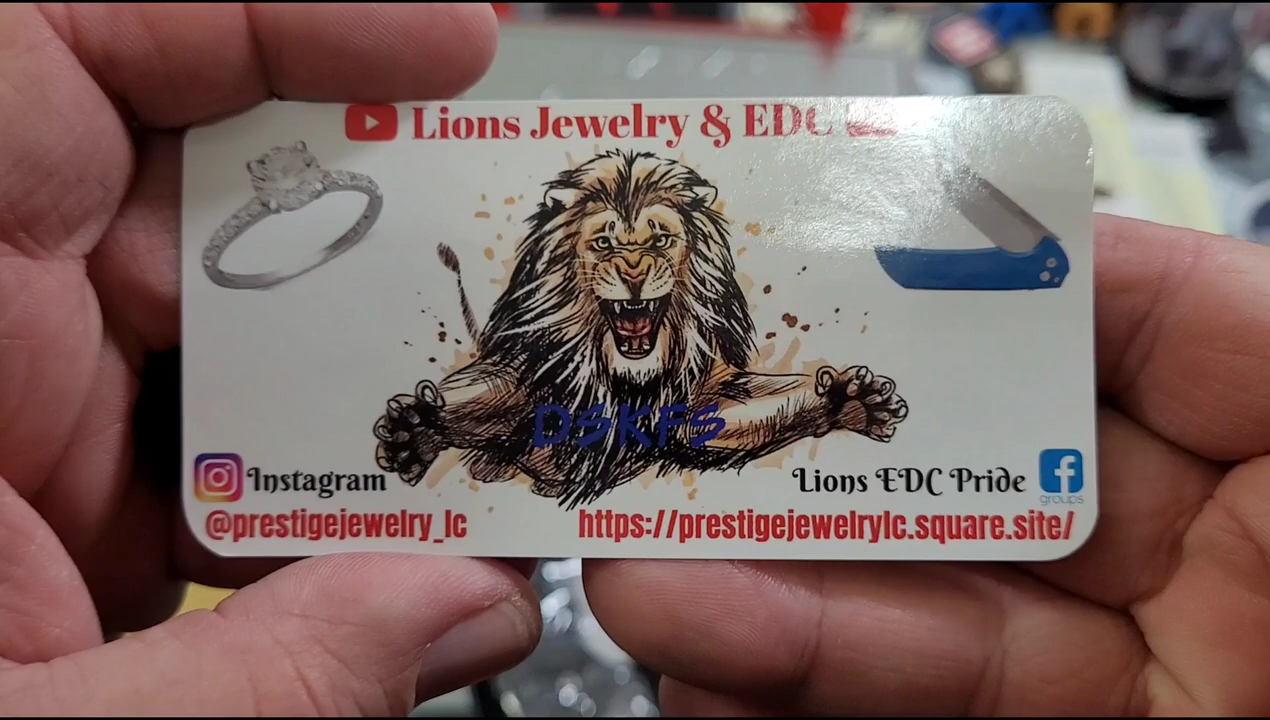 Lions Jewelry & EDC
DSKFS
Instagram
Lions EDC Pride
groups
@prestigejewelry_lc
https://prestigejewelrylc.square.site/